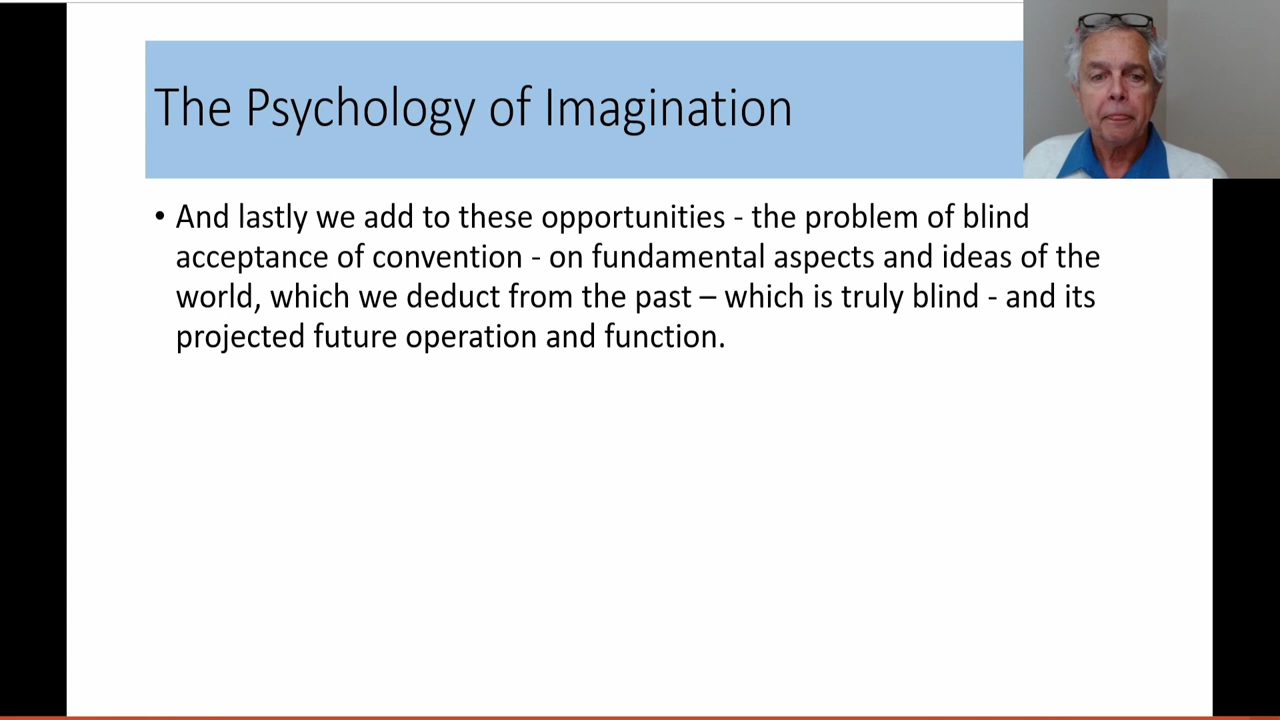 The Psychology of Imagination
• And lastly we add to these opportunities - the problem of blind
acceptance of convention - on fundamental aspects and ideas of the
world, which we deduct from the past – which is truly blind - and its
projected future operation and function.